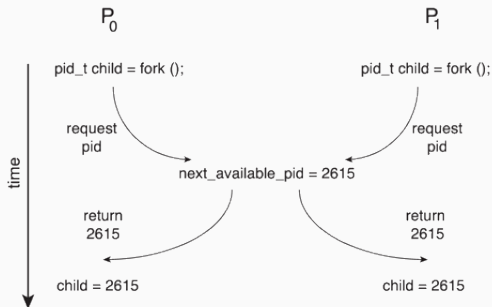 P0 P1
pid_t child = fork (); pid_t child = fork ();
request
pid
request
pid
next_available_pid = 2615
time
return
2615
return
2615
child = 2615 child = 2615